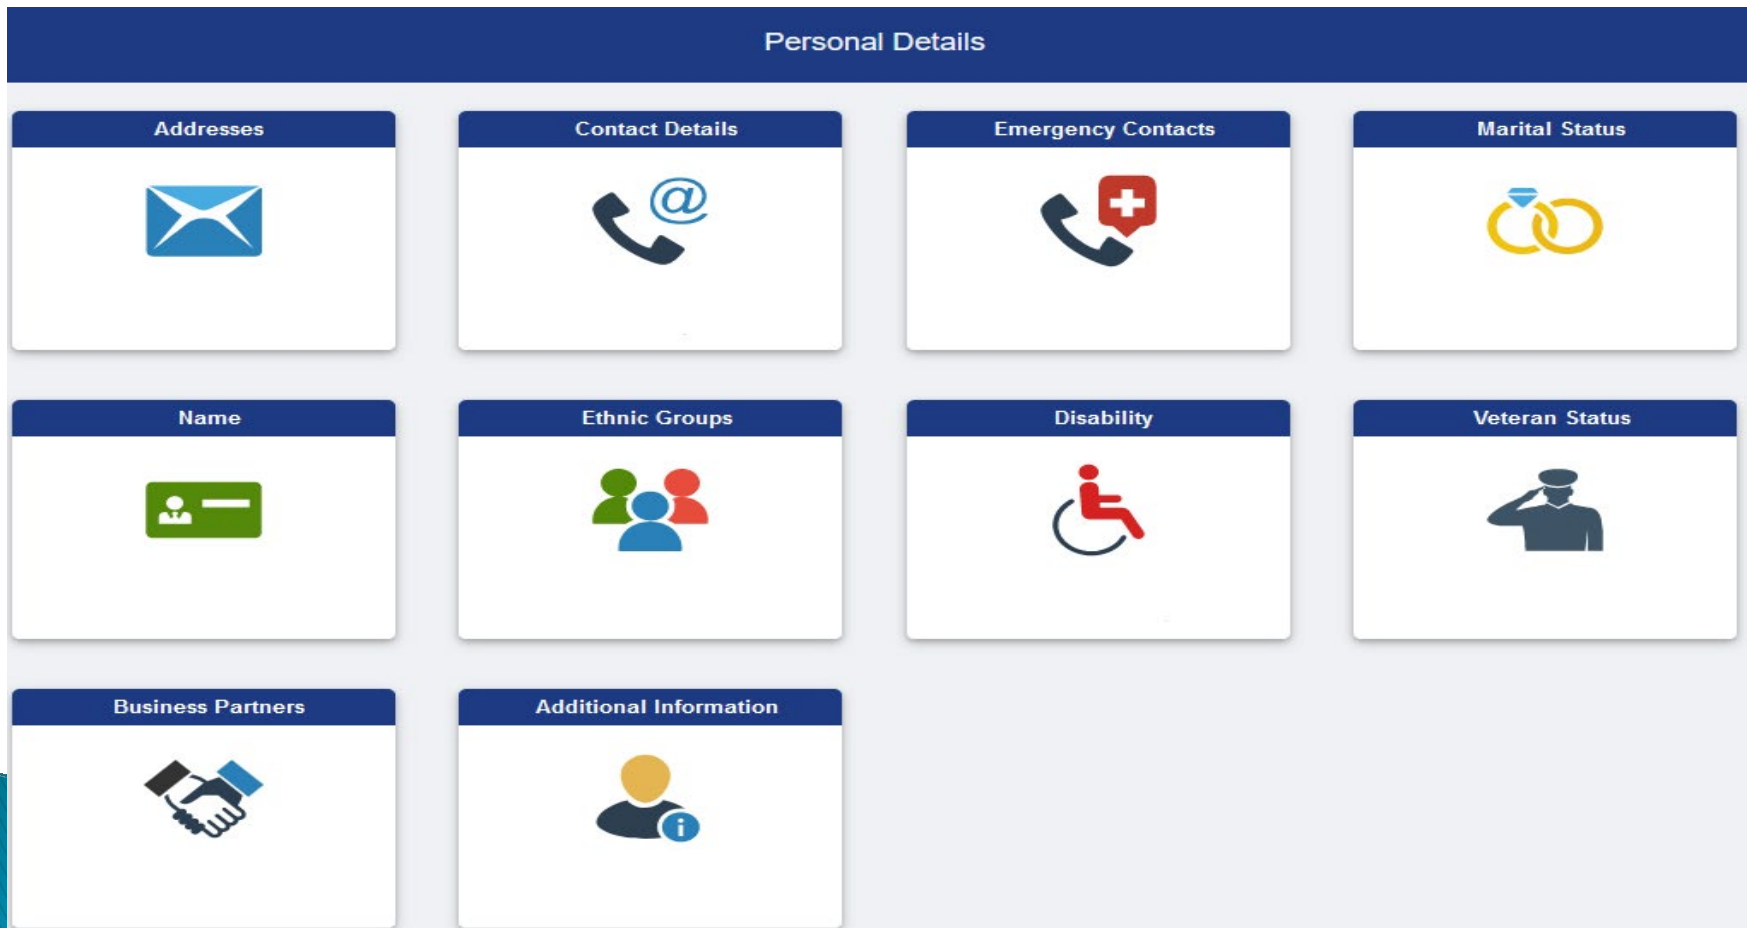 Personal Details
Addresses
Contact Details
Emergency Contacts
Marital Status
@
Name
Ethnic Groups
Disability
Veteran Status
Business Partners
Additional Information
i